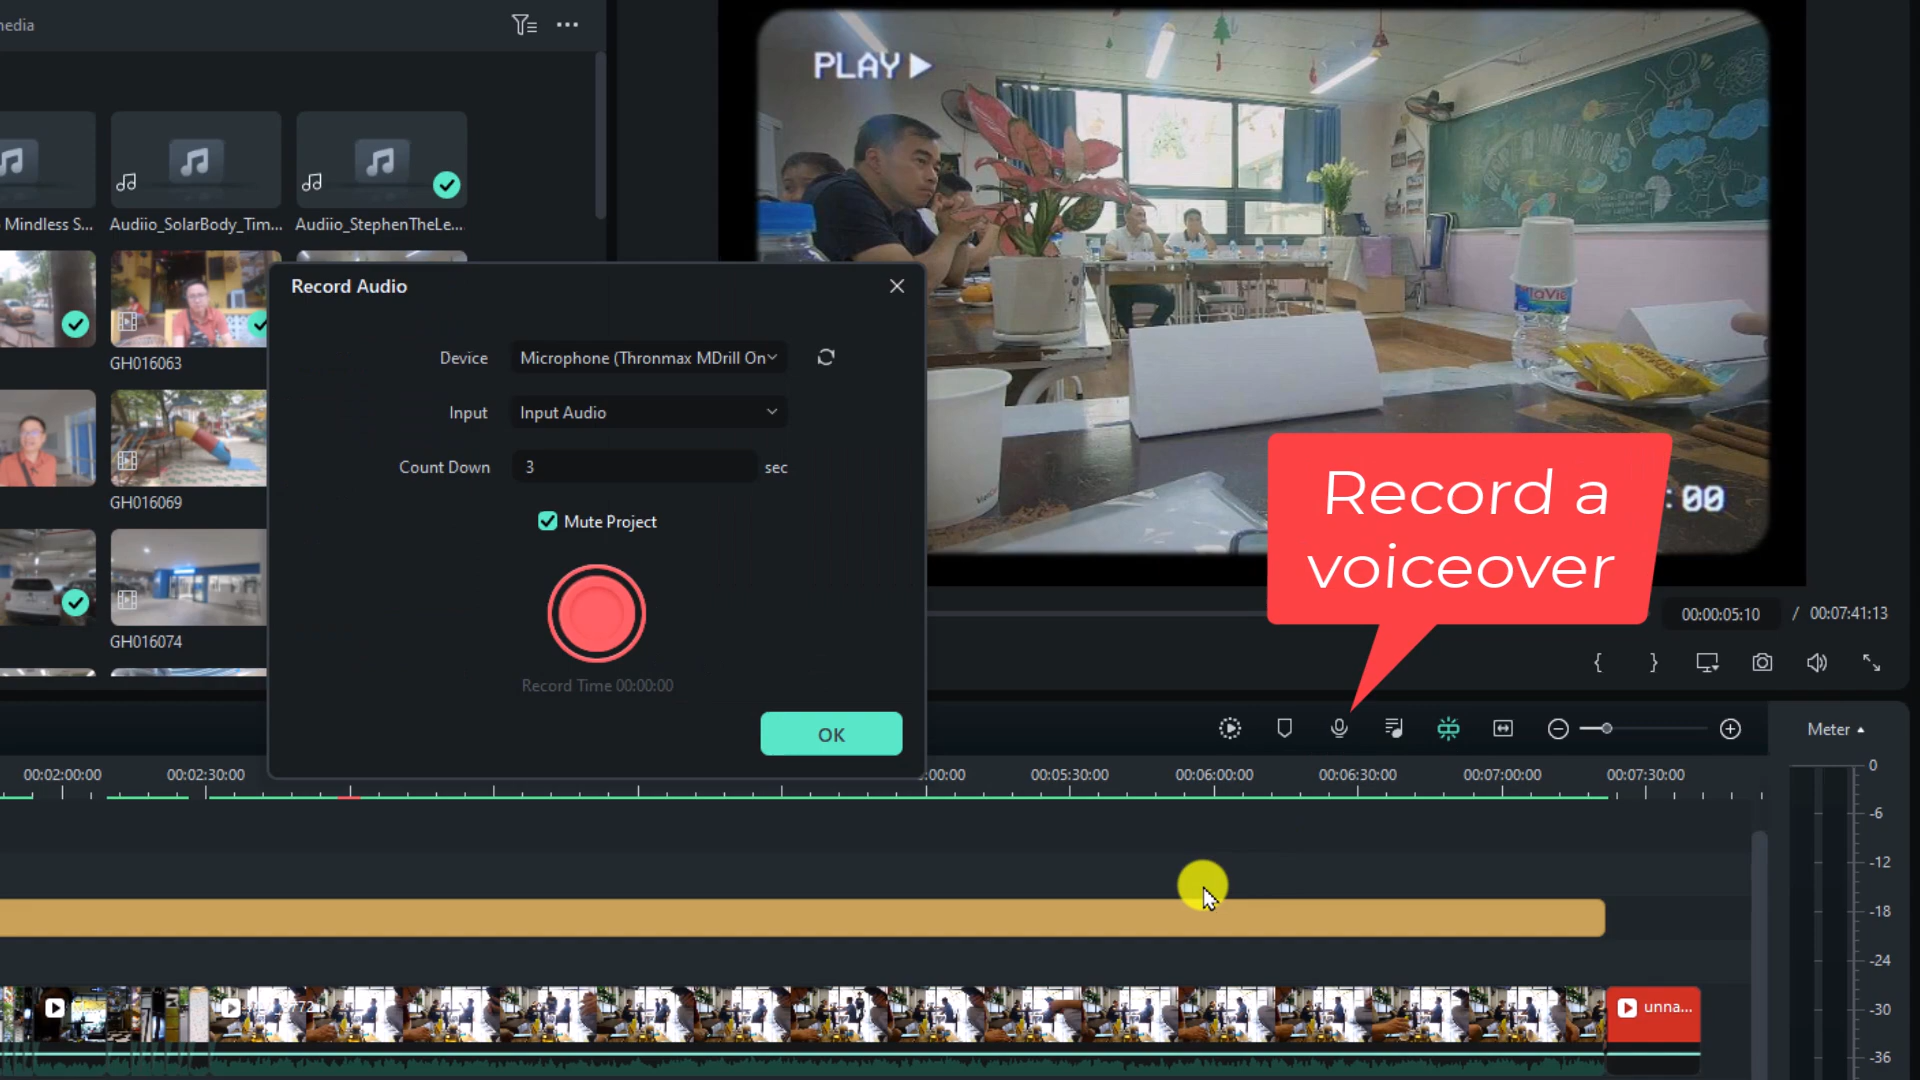 nedia
PLAY
Mindless S...
Audiio_SolarBody_Tim...
Audiio_StephenTheLe...
Record Audio
Device
Microphone (Thronmax MDrill On
GH016063
Input
Input Audio
Count Down
3
sec
GH016069
Mute Project
Record a
voiceover
:00
GH016074
00:00:05:10
/
00:07:41:13
Record Time 00:00:00
OK
Meter
00:02:00:00
00:02:30:00
:00:00
00:05:30:00
00:06:00:00
00:06:30:00
00:07:00:00
00:07:30:00
0
-6
-12
-18
-24
-30
-36
unna...